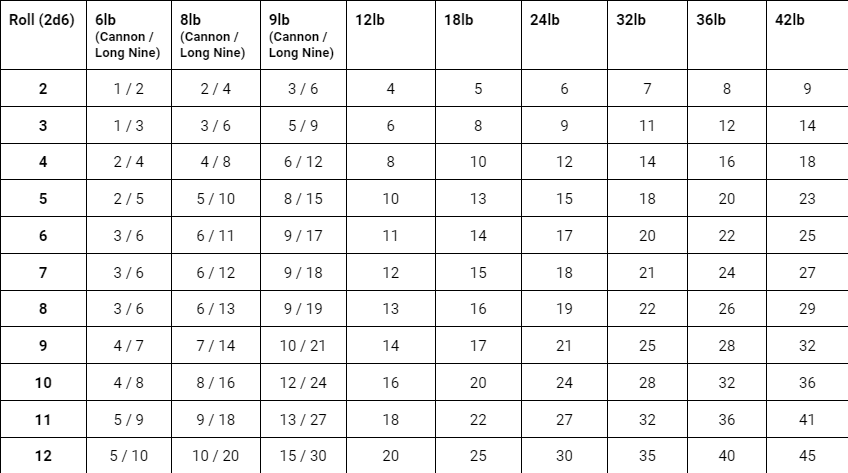 Roll (2d6) 6lb 8lb 9lb 12lb 18lb 24lb 32lb 36lb 42lb
(Cannon / (Cannon / (Cannon /
Long Nine) Long Nine) Long Nine)
2 1 / 2 2 / 4 3 / 6 4 5 6 7 8 9
3 1 / 3 3 / 6 5 / 9 6 8 9 11 12 14
4 2 / 4 4 / 8 6 / 12 8 10 12 14 16 18
5 2 / 5 5 / 10 8 / 15 10 13 15 18 20 23
6 3 / 6 6 / 11 9 / 17 11 14 17 20 22 25
7 3 / 6 6 / 12 9 / 18 12 15 18 21 24 27
8 3 / 6 6 / 13 9 / 19 13 16 19 22 26 29
9 4 / 7 7 / 14 10 / 21 14 17 21 25 28 32
10 4 / 8 8 / 16 12 / 24 16 20 24 28 32 36
11 5 / 9 9 / 18 13 / 27 18 22 27 32 36 41
12 5 / 10 10 / 20 15 / 30 20 25 30 35 40 45